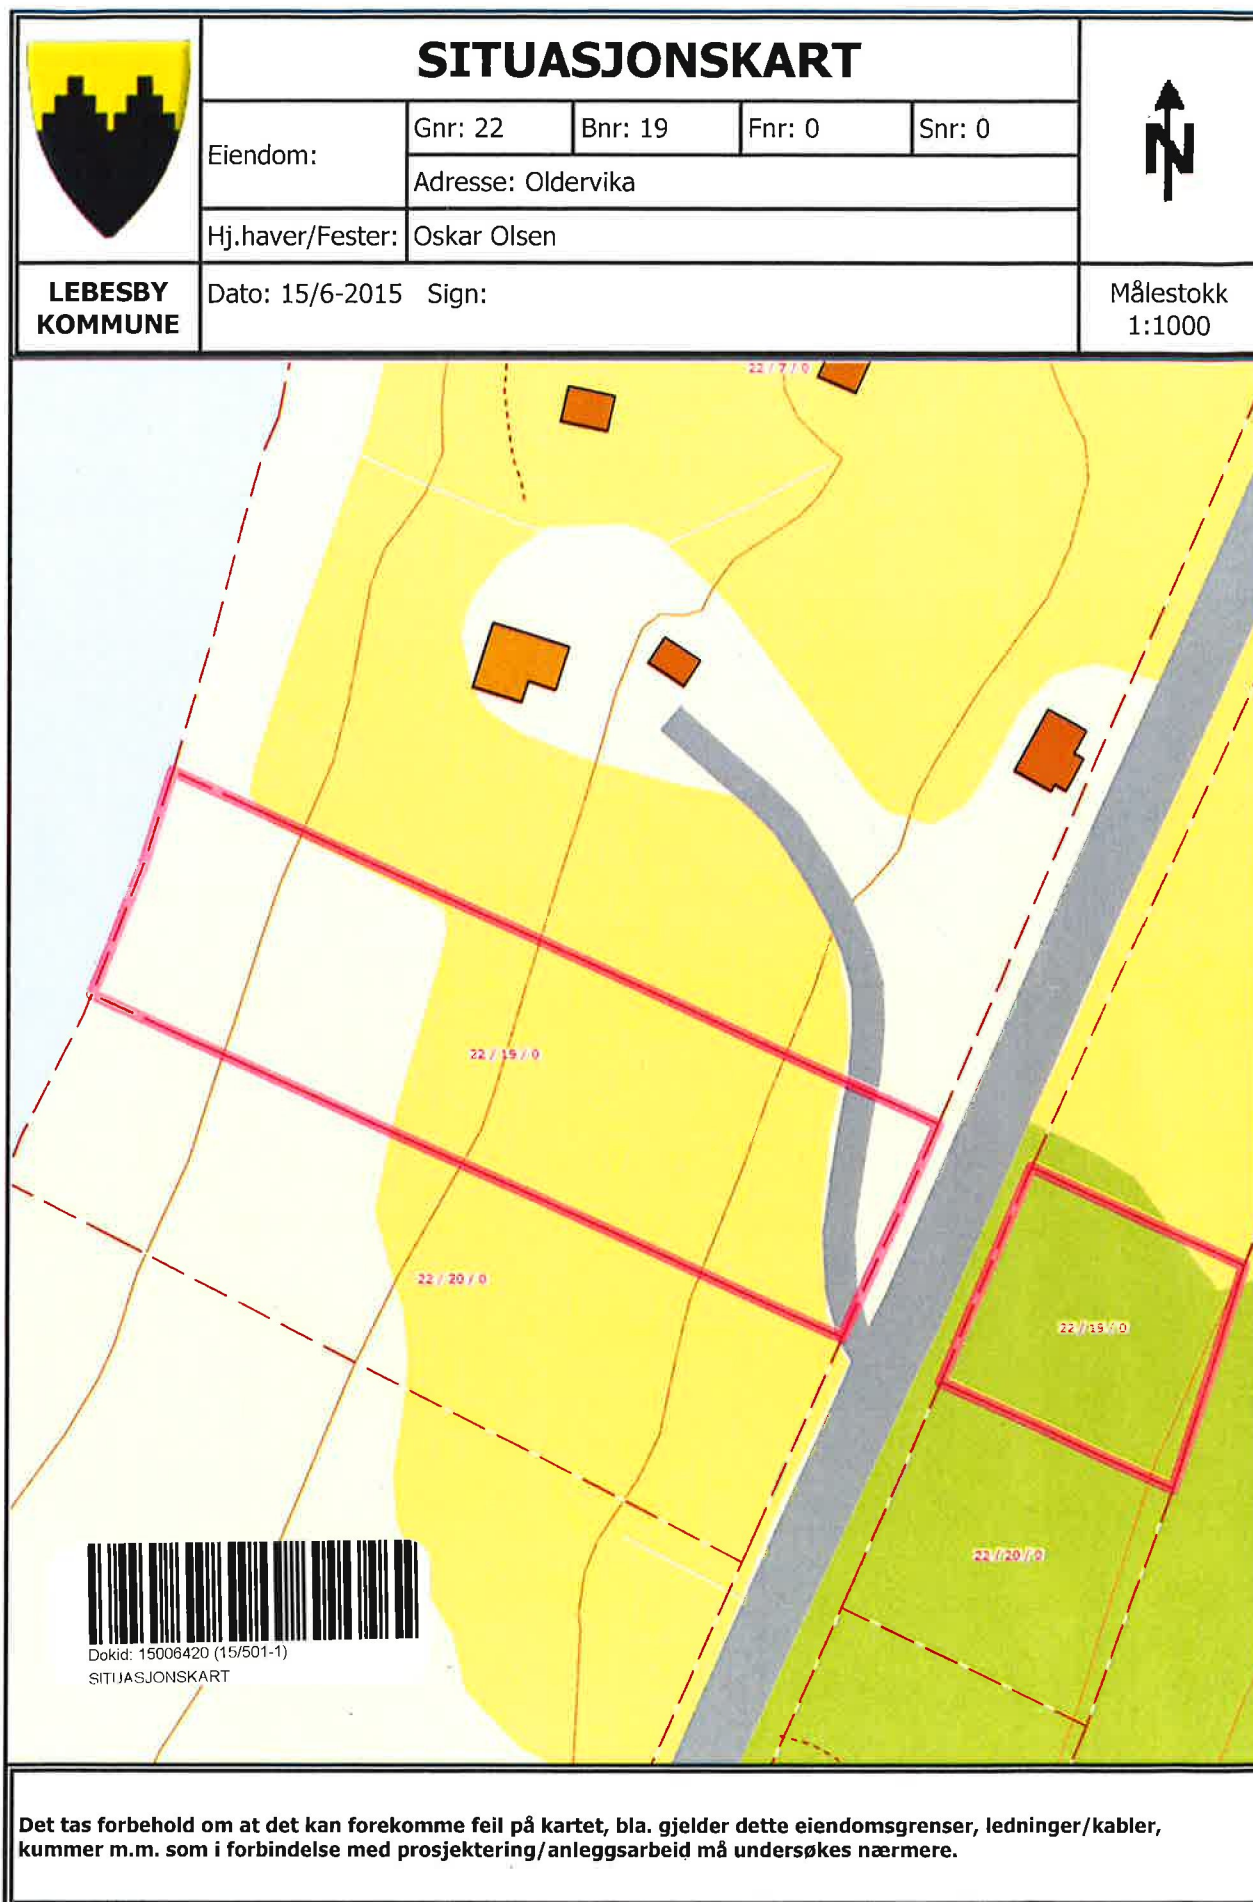 SITUASJONSKART
Eiendom:
Gnr: 22
Bnr: 19
Fnr: 0
Snr: 0
Adresse: Oldervika
Hj.haver/Fester:
Oskar Olsen
N
LEBESBY
KOMMUNE
Dato: 15/6-2015 Sign:
Målestokk
1:1000
22 / 7 / 0
22 / 19 / 0
22 / 20 / 0
22 / 19 / 0
22 / 20 / 0
Dokid: 15006420 (15/501-1)
SITUASJONSKART
Det tas forbehold om at det kan forekomme feil på kartet, bla. gjelder dette eiendomsgrenser, ledninger/kabler,
kummer m.m. som i forbindelse med prosjektering/anleggsarbeid må undersøkes nærmere.